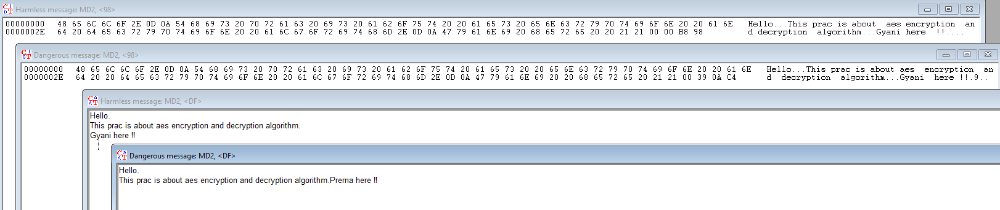 Harmless message: MD2, <98>
00000000 48 65 6C 6C 6F 2E 0D 0A 54 68 69 73 20 70 72 61 63 20 69 73 20 61 62 6F 75 74 20 20 61 65 73 20 65 6E 63 72 79 70 74 69 6F 6E 20 20 61 6E Hello...This prac is about  aes encryption  an
0000002E 64 20 64 65 63 72 79 70 74 69 6F 6E 20 20 61 6C 67 6F 72 69 74 68 6D 2E 0D 0A 47 79 61 6E 69 20 68 65 72 65 20 20 21 21 00 00 B8 98 d decryption  algorithm...Gyani here  !!....
Dangerous message: MD2, <98>
00000000 48 65 6C 6C 6F 2E 0D 0A 54 68 69 73 20 70 72 61 63 20 69 73 20 61 62 6F 75 74 20 61 65 73 20 20 65 6E 63 72 79 70 74 69 6F 6E 20 20 61 6E Hello...This prac is about aes  encryption  an
0000002E 64 20 20 64 65 63 72 79 70 74 69 6F 6E 20 20 61 6C 67 6F 72 69 74 68 6D 2E 0D 0A 47 79 61 6E 69 20 20 68 65 72 65 20 21 21 00 39 0A C4 d  decryption  algorithm...Gyani  here !!.9..
Harmless message: MD2, <DF>
Hello.
This prac is about aes encryption and decryption algorithm.
Gyani here !!
Dangerous message: MD2, <DF>
Hello.
This prac is about aes encryption and decryption algorithm.Prerna here !!